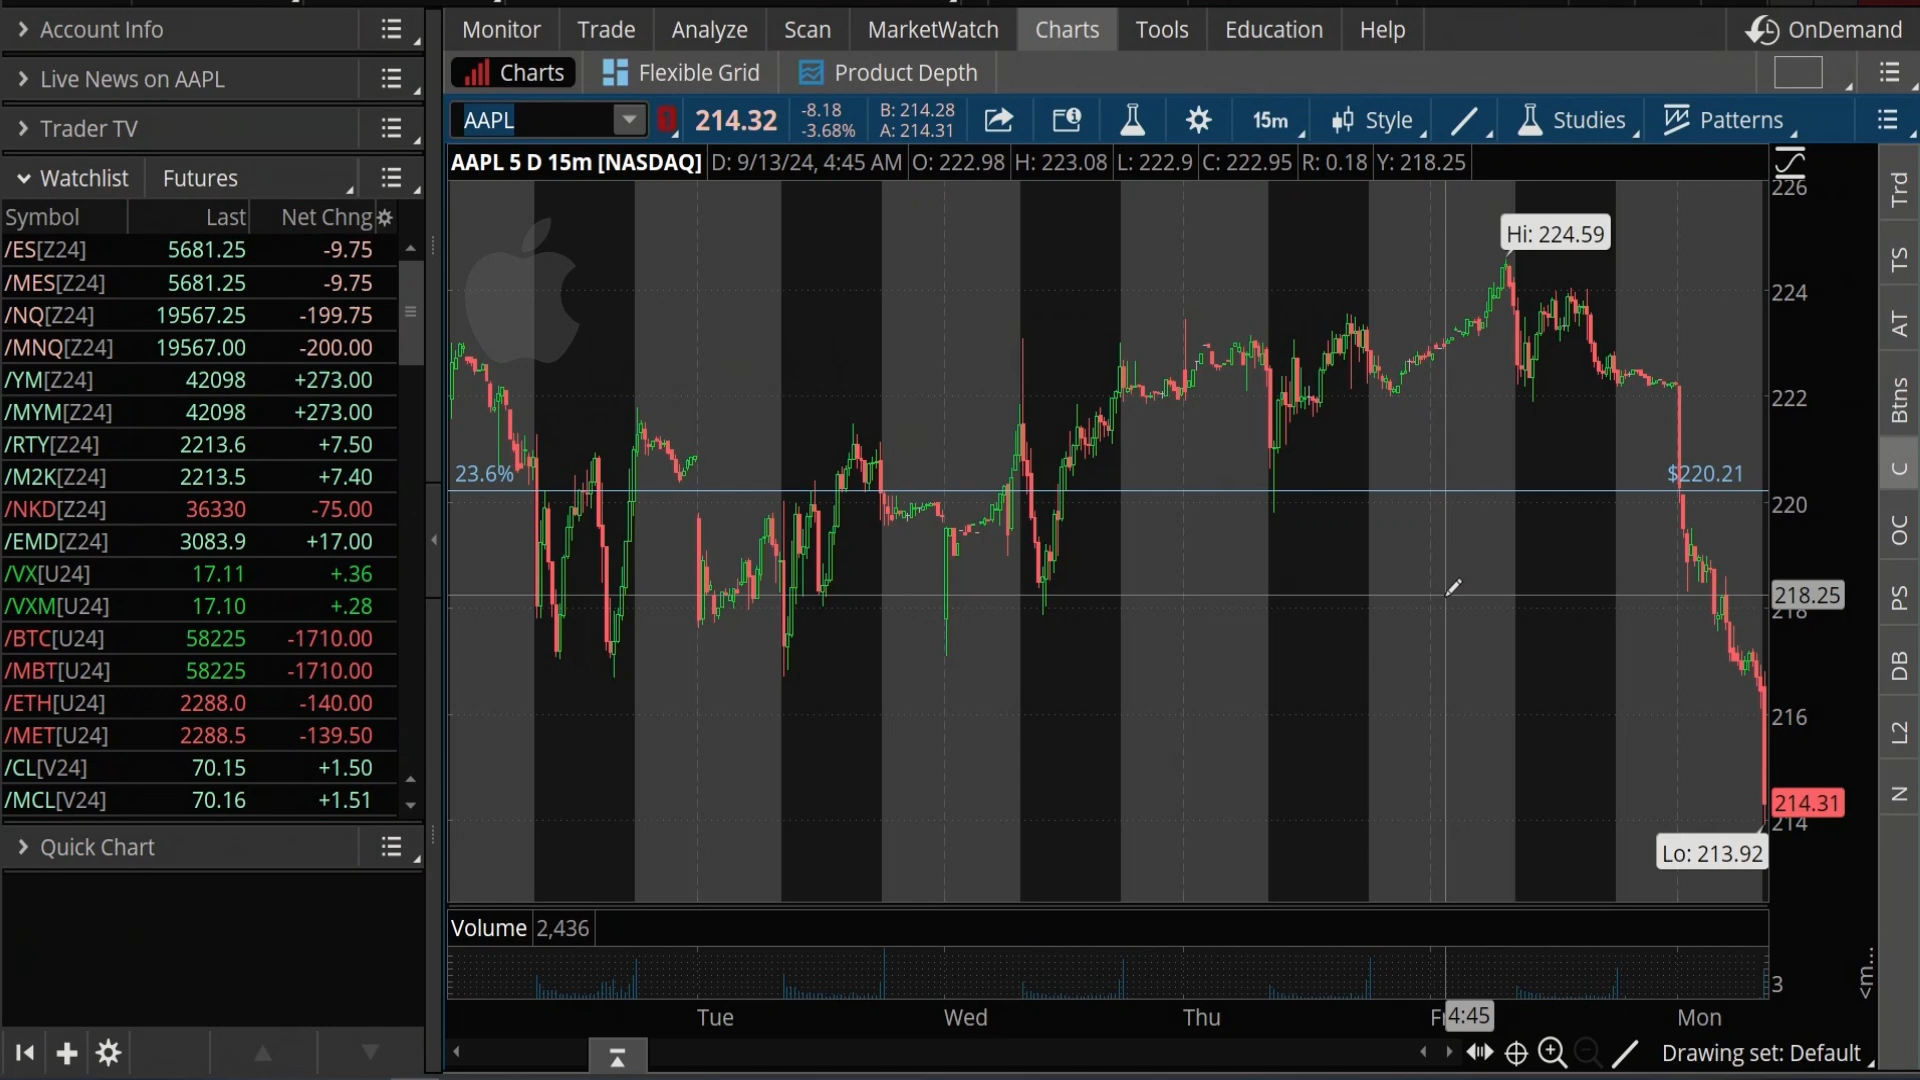 Account Info
Live News on AAPL
Trader TV
Watchlist Futures
Symbol Last Net Chng
/ES[Z24] 5681.25 -9.75
/MES[Z24] 5681.25 -9.75
/NQ[Z24] 19567.25 -199.75
/MNQ[Z24] 19567.00 -200.00
/YM[Z24] 42098 +273.00
/MYM[Z24] 42098 +273.00
/RTY[Z24] 2213.6 +7.50
/M2K[Z24] 2213.5 +7.40
/NKD[Z24] 36330 -75.00
/EMD[Z24] 3083.9 +17.00
/VX[U24] 17.11 +.36
/VXM[U24] 17.10 +.28
/BTC[U24] 58225 -1710.00
/MBT[U24] 58225 -1710.00
/ETH[U24] 2288.0 -140.00
/MET[U24] 2288.5 -139.50
/CL[V24] 70.15 +1.50
/MCL[V24] 70.16 +1.51
Quick Chart
Monitor Trade Analyze Scan MarketWatch Charts Tools Education Help OnDemand
Charts Flexible Grid Product Depth
AAPL 214.32 -8.18 -3.68% B: 214.28 A: 214.31 15m Style Studies Patterns
AAPL 5 D 15m [NASDAQ] D: 9/13/24, 4:45 AM O: 222.98 H: 223.08 L: 222.9 C: 222.95 R: 0.18 Y: 218.25
226
Hi: 224.59
224
222
23.6% $220.21
220
218.25
218
216
214.31
214
Lo: 213.92
Volume 2,436
3
Tue Wed Thu 4:45 Mon
Drawing set: Default
Trd
TS
AT
Btns
C
OC
PS
DB
L2
N
<m...